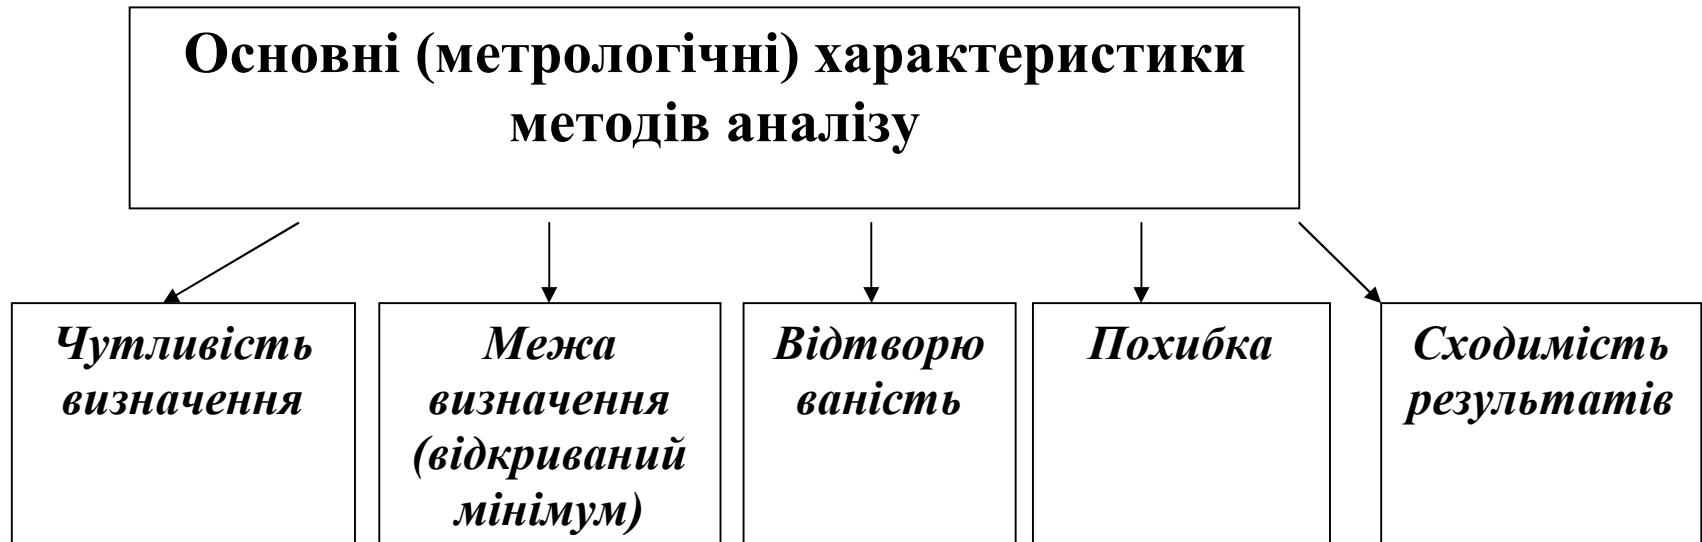 Основні (метрологічні) характеристики
методів аналізу
Чутливість
визначення
Межа
визначення
(відкриваний
мінімум)
Відтворю
ваність
Похибка
Сходимість
результатів